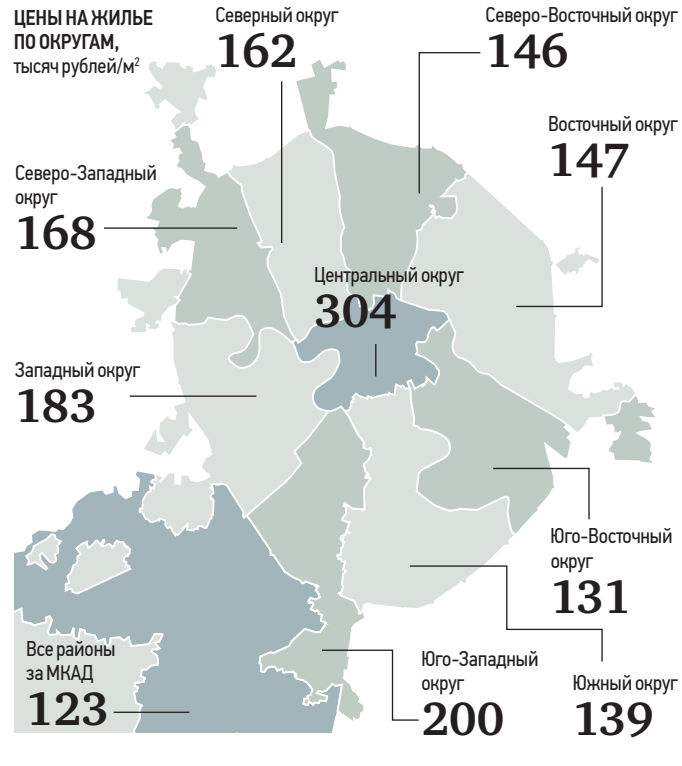 ЦЕНЫ НА ЖИЛЬЕ
ПО ОКРУГАМ,
тысяч рублей/м²
Северный округ
162
Северо-Восточный округ
146
Восточный округ
147
Северо-Западный
округ
168
Центральный округ
304
Западный округ
183
Юго-Восточный
округ
131
Все районы
за МКАД
123
Юго-Западный
округ
200
Южный округ
139